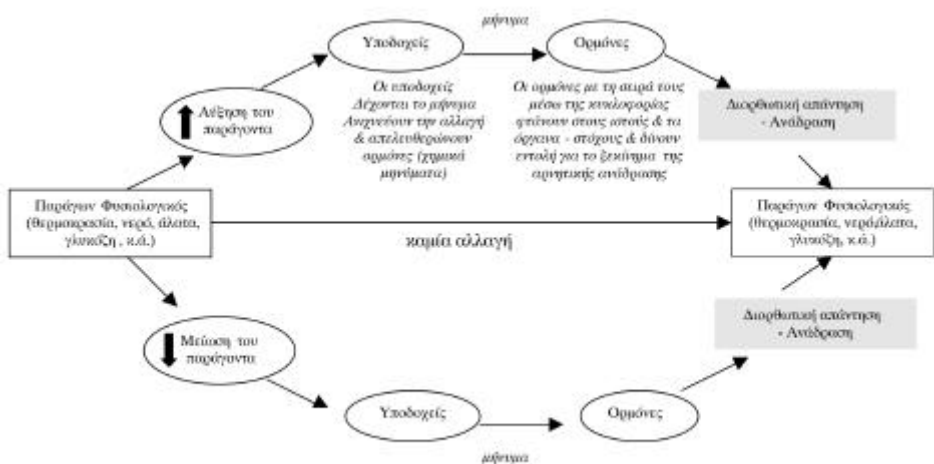 μήνυμα
Υποδοχείς
Ορμόνες
Αύξηση του
παράγοντα
Οι υποδοχείς
Δέχονται το μήνυμα
Ανιχνεύουν την αλλαγή
& απελευθερώνουν
ορμόνες (χημικά
μηνύματα)
Οι ορμόνες με τη σειρά τους
μέσω της κυκλοφορίας
φτάνουν στους ιστούς & τα
όργανα - στόχους & δίνουν
εντολή για το ξεκίνημα της
αρνητικής ανάδρασης
Διορθωτική απάντηση
- Ανάδραση
Παράγων Φυσιολογικός
(θερμοκρασία, νερό, άλατα,
γλυκόζη , κ.ά.)
καμία αλλαγή
Παράγων Φυσιολογικός
(θερμοκρασία, νερό,άλατα,
γλυκόζη, κ.ά.)
Μείωση του
παράγοντα
Διορθωτική απάντηση
- Ανάδραση
Υποδοχείς
Ορμόνες
μήνυμα